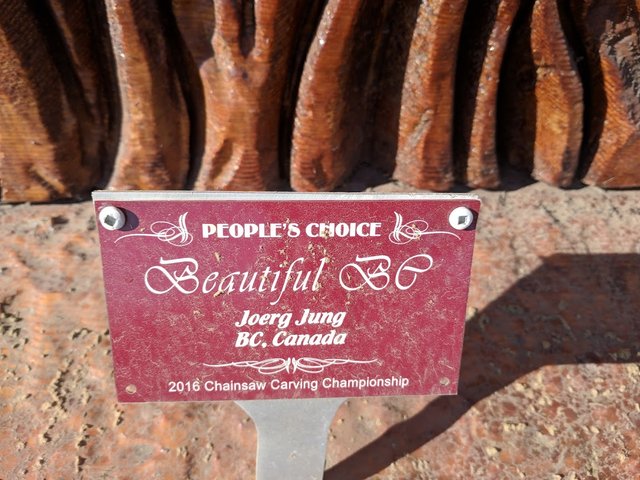 PEOPLE'S CHOICE
Beautiful BC
Joerg Jung
BC, Canada
2016 Chainsaw Carving Championship